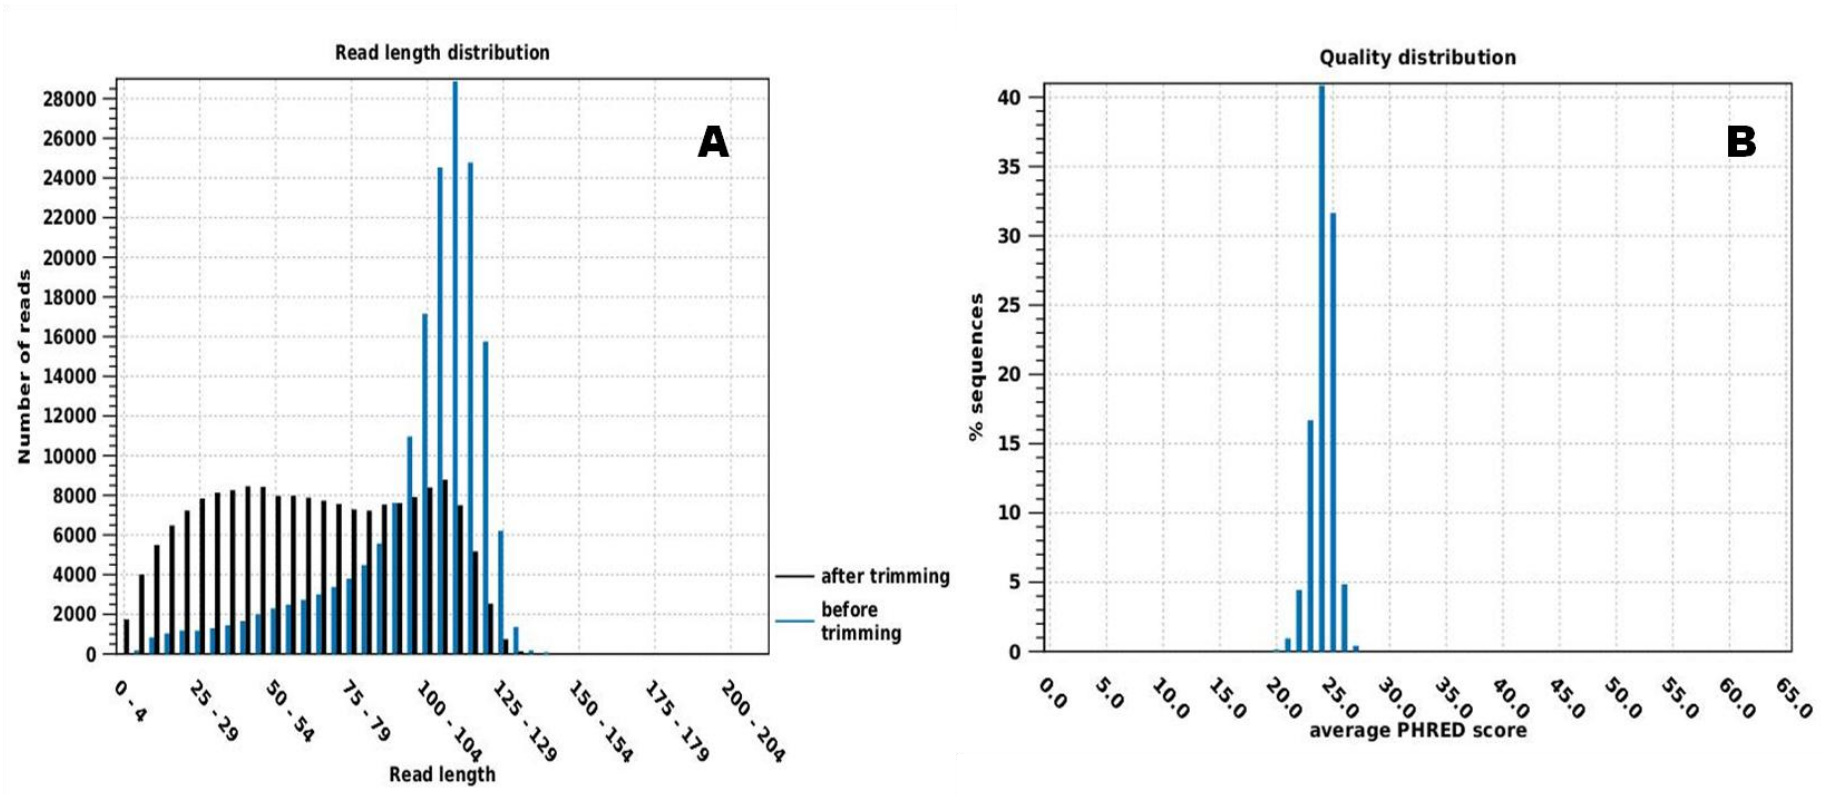 Read length distribution
A
28000
26000
24000
22000
20000
18000
16000
14000
12000
10000
8000
6000
4000
2000
0
Number of reads
0 - 4
25 - 29
50 - 54
75 - 79
100 - 104
125 - 129
150 - 154
175 - 179
200 - 204
Read length
after trimming
before
trimming
Quality distribution
B
40
35
30
25
20
15
10
5
0
% sequences
0.0
5.0
10.0
15.0
20.0
25.0
30.0
35.0
40.0
45.0
50.0
55.0
60.0
65.0
average PHRED score